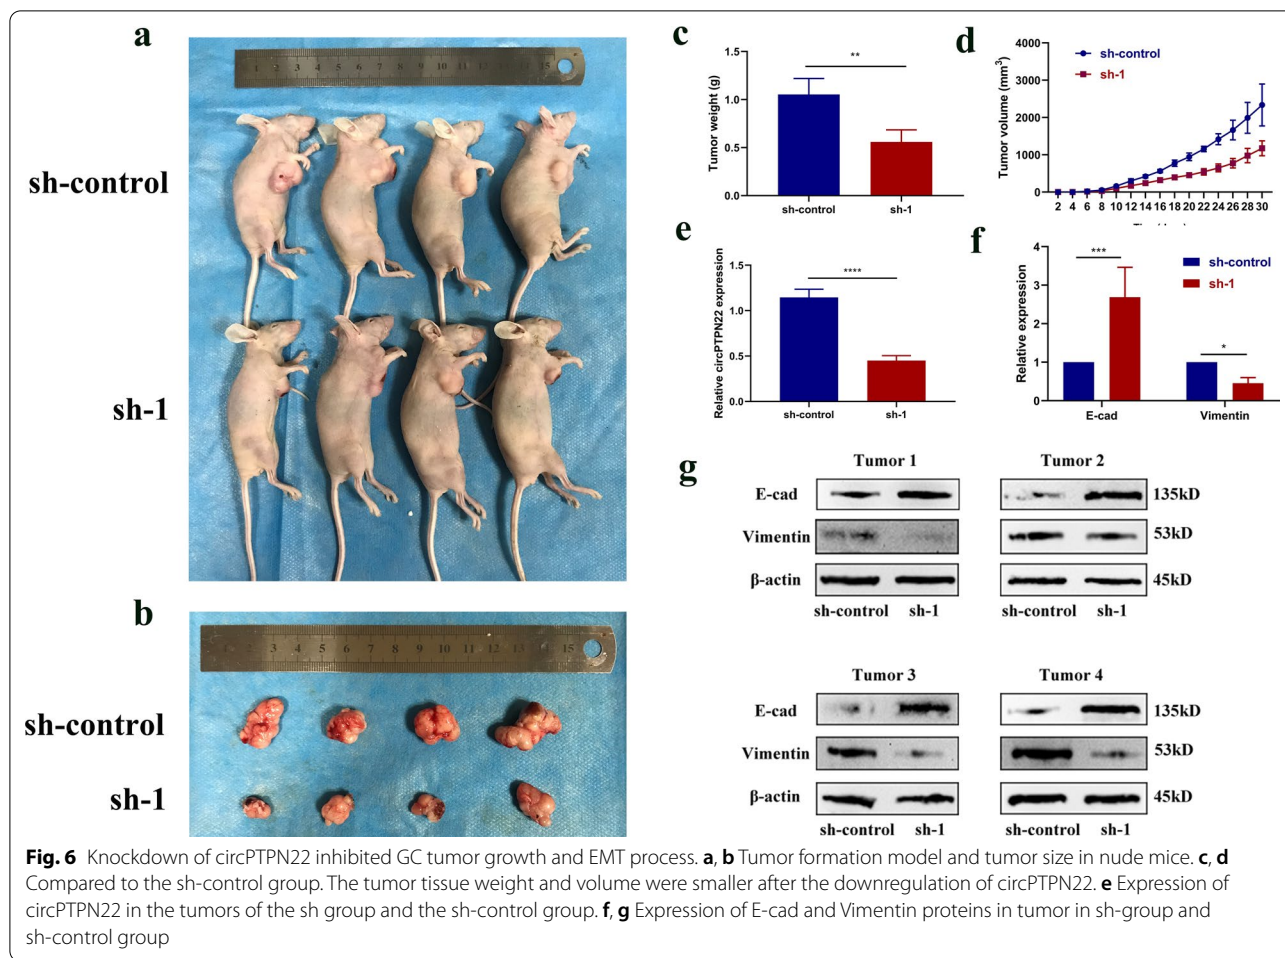 a
sh-control
sh-1
b
sh-control
sh-1
c
Tumor weight (g)
1.5
1.0
0.5
0.0
**
sh-control
sh-1
d
Tumor volume (mm3)
4000
3000
2000
1000
0
sh-control
sh-1
2 4 6 8 10 12 14 16 18 20 22 24 26 28 30
e
Relative circPTPN22 expression
1.5
1.0
0.5
0.0
****
sh-control
sh-1
f
Relative expression
4
3
2
1
0
***
*
sh-control
sh-1
E-cad
Vimentin
g
Tumor 1
Tumor 2
E-cad
135kD
Vimentin
53kD
β-actin
45kD
sh-control sh-1
sh-control sh-1
Tumor 3
Tumor 4
E-cad
135kD
Vimentin
53kD
β-actin
45kD
sh-control sh-1
sh-control sh-1
Fig. 6 Knockdown of circPTPN22 inhibited GC tumor growth and EMT process. a, b Tumor formation model and tumor size in nude mice. c, d
Compared to the sh-control group. The tumor tissue weight and volume were smaller after the downregulation of circPTPN22. e Expression of
circPTPN22 in the tumors of the sh group and the sh-control group. f, g Expression of E-cad and Vimentin proteins in tumor in sh-group and
sh-control group